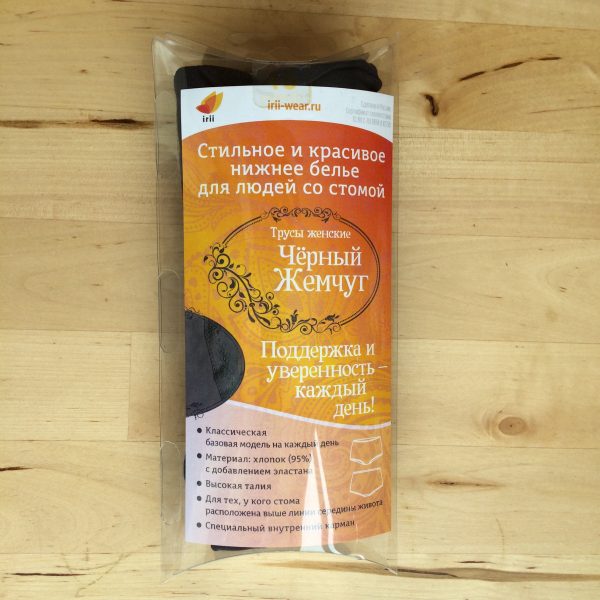 irii
irii-wear.ru
Стильное и красивое
нижнее белье
для людей со стомой
Трусы женские
Чёрный
Жемчуг
Поддержка и
уверенность –
каждый
день!
• Классическая
базовая модель на каждый день
• Материал: хлопок (95%)
с добавлением эластана
• Высокая талия
• Для тех, у кого стома
расположена выше линии середины живота
• Специальный внутренний карман